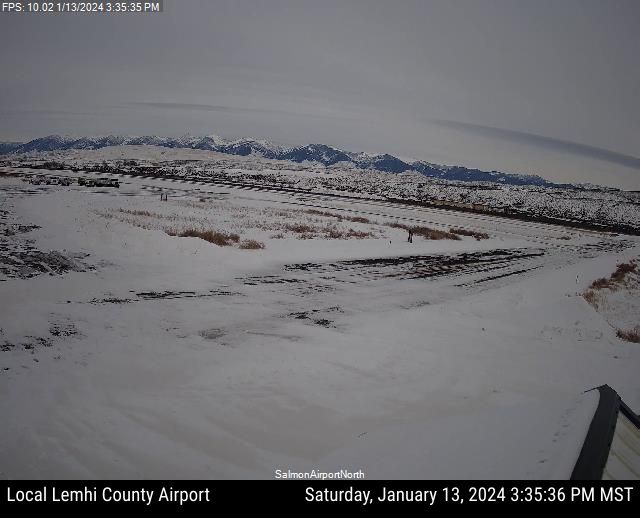 FPS: 10.02 1/13/2024 3:35:35 PM
SalmonAirportNorth
Local Lemhi County Airport Saturday, January 13, 2024 3:35:36 PM MST